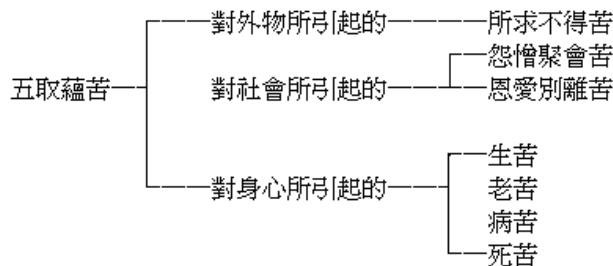 對外物所引起的 所求不得苦
怨憎聚會苦
五取蘊苦 對社會所引起的 恩愛別離苦
生苦
對身心所引起的 老苦
病苦
死苦